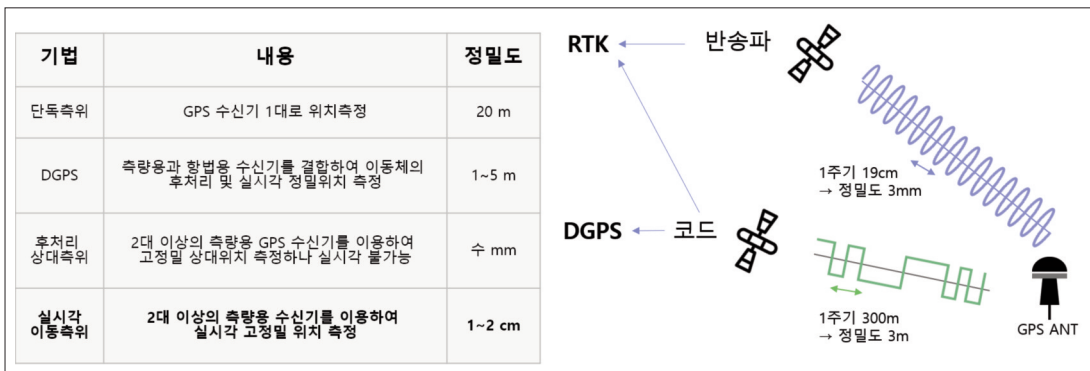 기법 내용 정밀도
단독측위 GPS 수신기 1대로 위치측정 20 m
DGPS 측량용과 항법용 수신기를 결합하여 이동체의
후처리 및 실시각 정밀위치 측정 1~5 m
후처리
상대측위 2대 이상의 측량용 GPS 수신기를 이용하여
고정밀 상대위치 측정하나 실시각 불가능 수 mm
실시각
이동측위 2대 이상의 측량용 수신기를 이용하여
실시각 고정밀 위치 측정 1~2 cm
RTK 반송파
1주기 19cm
→ 정밀도 3mm
DGPS 코드
1주기 300m
→ 정밀도 3m
GPS ANT